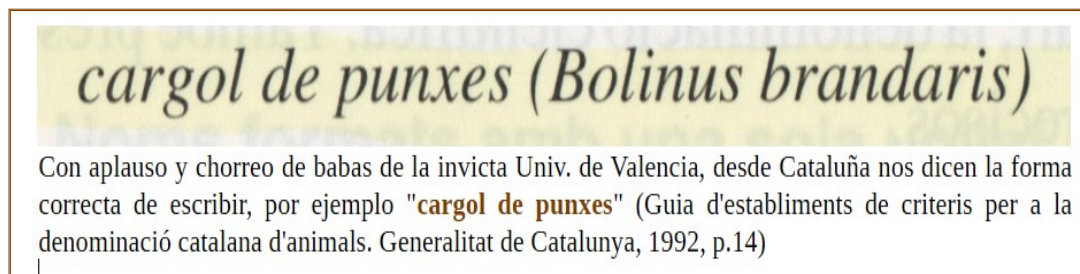 cargol de punxes (Bolinus brandaris)
Con aplauso y chorreo de babas de la invicta Univ. de Valencia, desde Cataluña nos dicen la forma
correcta de escribir, por ejemplo "cargol de punxes" (Guia d'establiments de criteris per a la
denominació catalana d'animals. Generalitat de Catalunya, 1992, p.14)